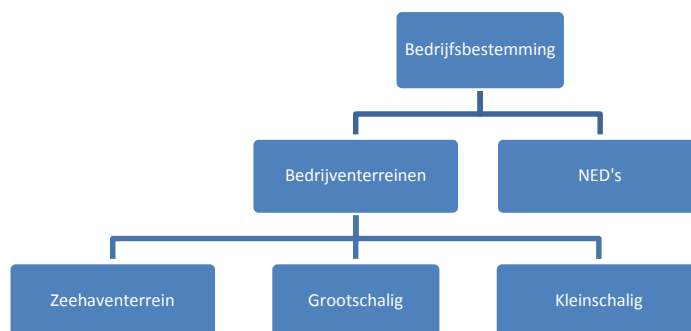 Bedrijfsbestemming
Bedrijventerreinen
NED's
Zeehaventerrein
Grootschalig
Kleinschalig